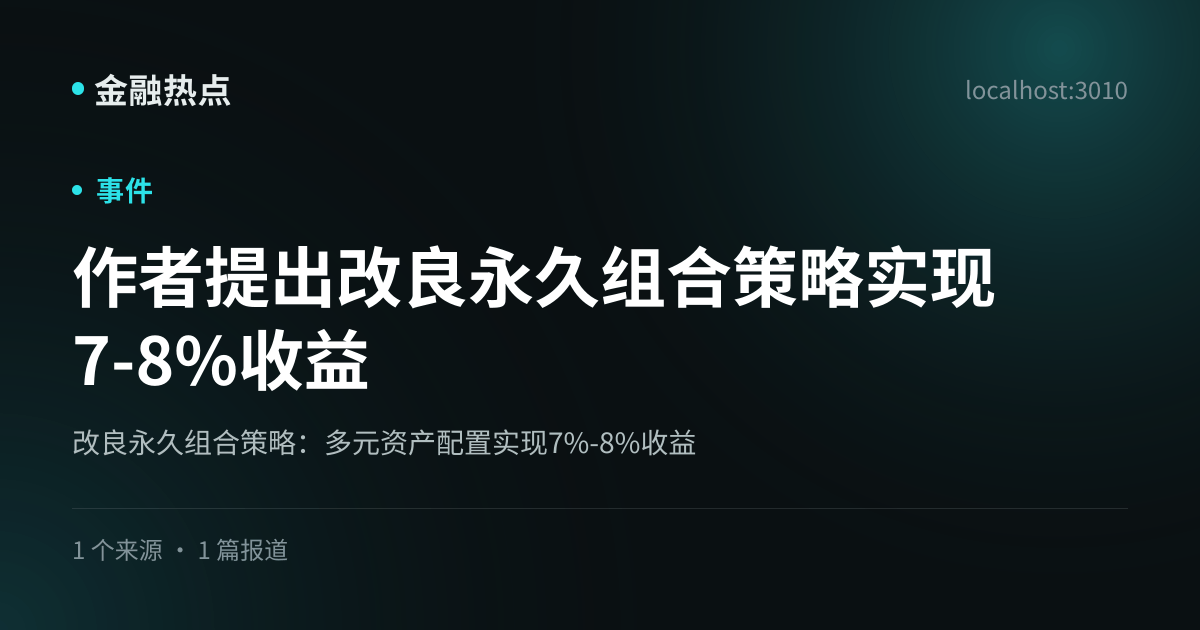 金融热点
localhost:3010
事件
作者提出改良永久组合策略实现
7-8%收益
改良永久组合策略：多元资产配置实现7%-8%收益
1 个来源 · 1 篇报道